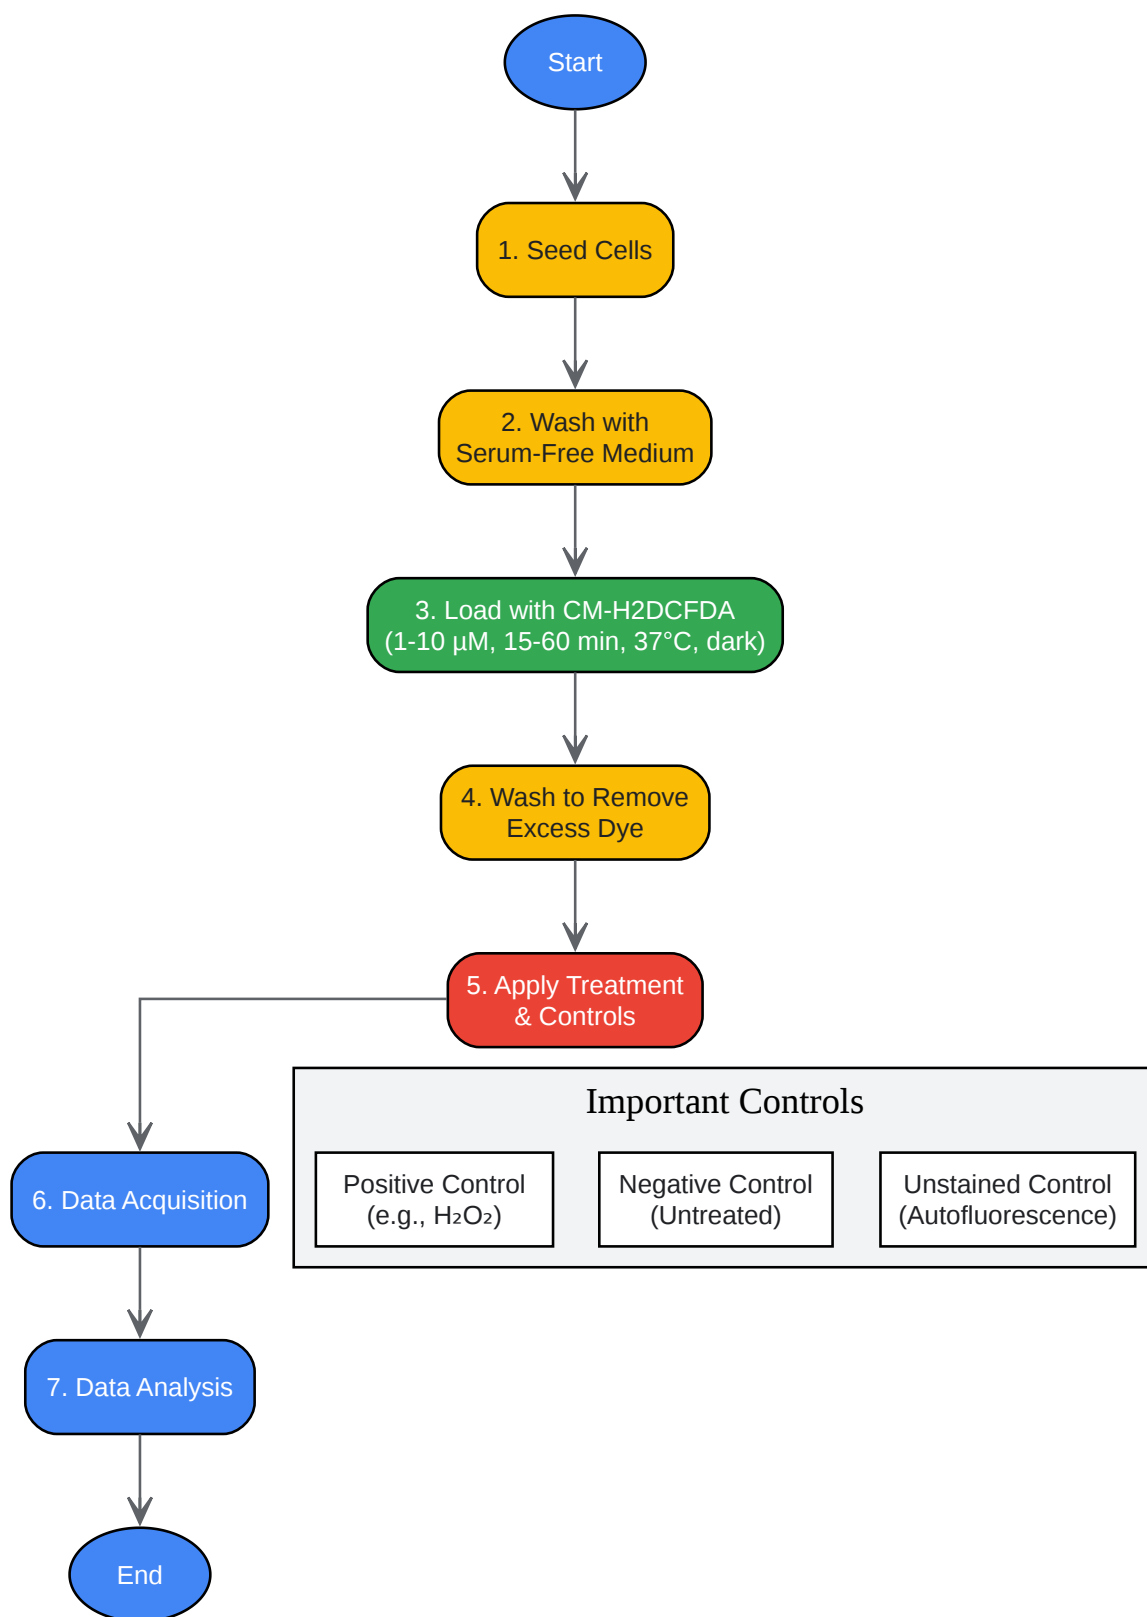 Start
1. Seed Cells
2. Wash with
Serum-Free Medium
3. Load with CM-H2DCFDA
(1-10 µM, 15-60 min, 37°C, dark)
4. Wash to Remove
Excess Dye
5. Apply Treatment
& Controls
Important Controls
Positive Control
(e.g., H₂O₂)
Negative Control
(Untreated)
Unstained Control
(Autofluorescence)
6. Data Acquisition
7. Data Analysis
End